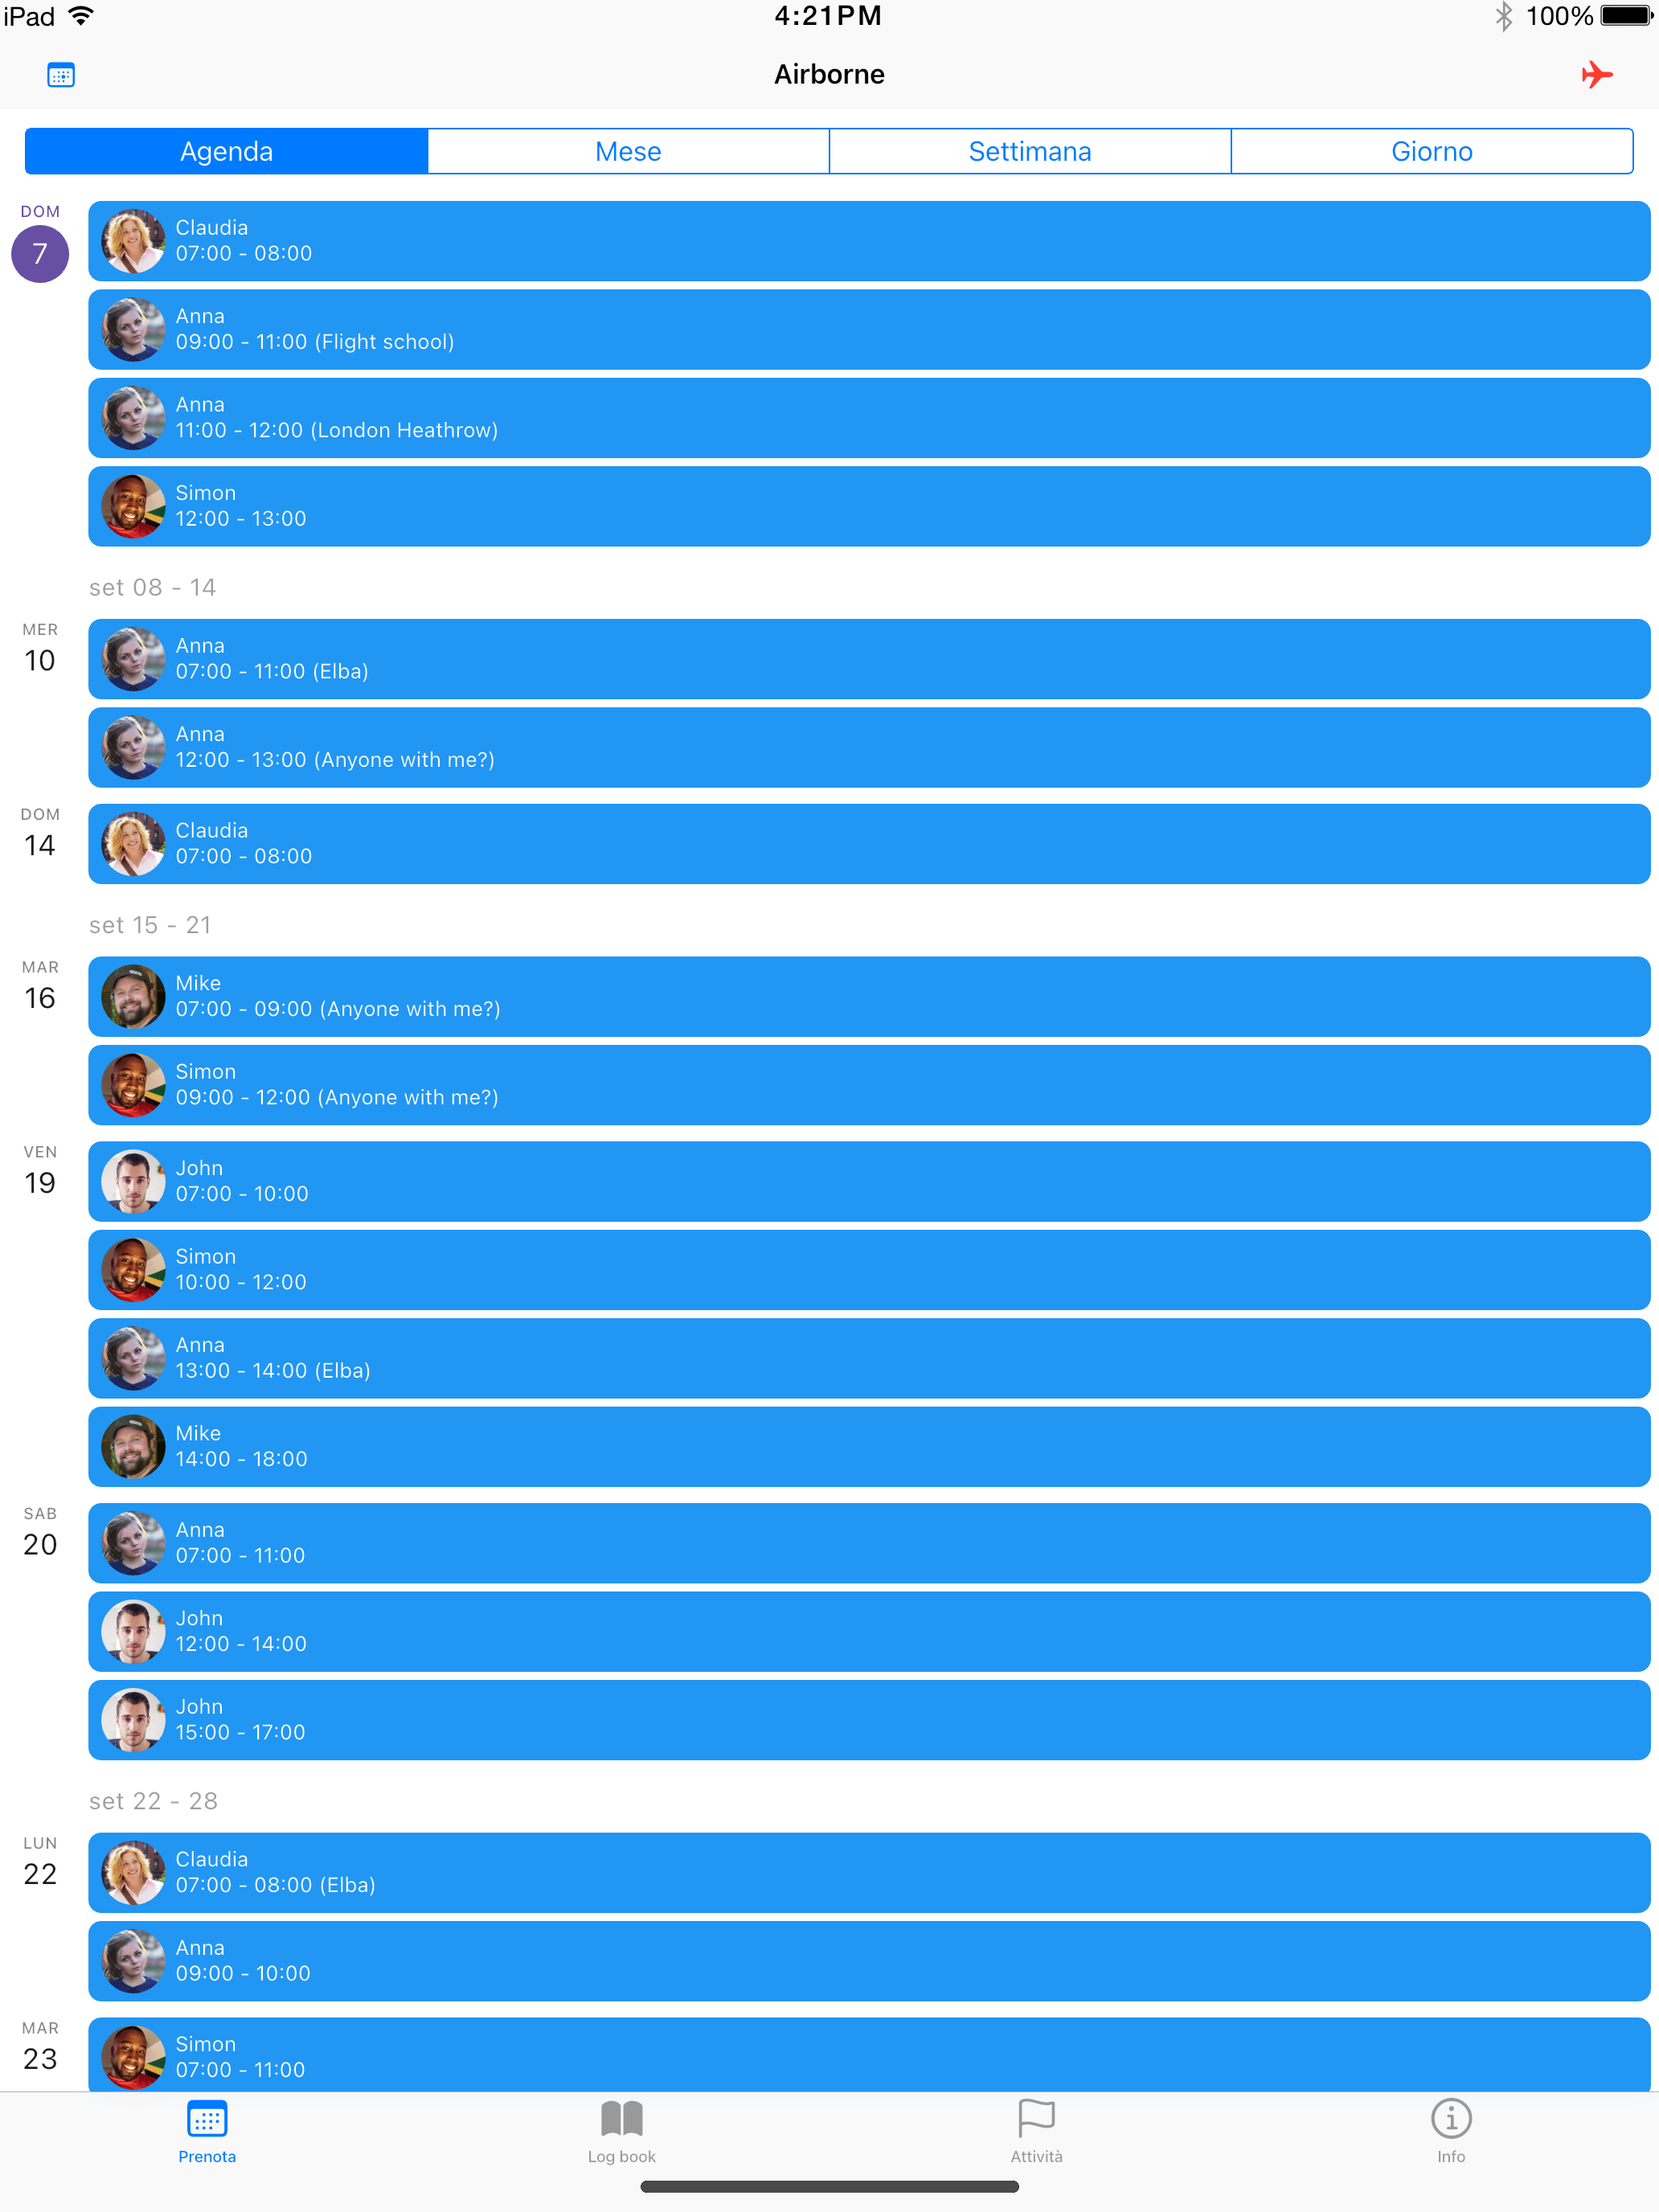 iPad 4:21PM 100%
Airborne
Agenda Mese Settimana Giorno
DOM
7
Claudia
07:00 - 08:00
Anna
09:00 - 11:00 (Flight school)
Anna
11:00 - 12:00 (London Heathrow)
Simon
12:00 - 13:00
set 08 - 14
MER
10
Anna
07:00 - 11:00 (Elba)
Anna
12:00 - 13:00 (Anyone with me?)
DOM
14
Claudia
07:00 - 08:00
set 15 - 21
MAR
16
Mike
07:00 - 09:00 (Anyone with me?)
Simon
09:00 - 12:00 (Anyone with me?)
VEN
19
John
07:00 - 10:00
Simon
10:00 - 12:00
Anna
13:00 - 14:00 (Elba)
Mike
14:00 - 18:00
SAB
20
Anna
07:00 - 11:00
John
12:00 - 14:00
John
15:00 - 17:00
set 22 - 28
LUN
22
Claudia
07:00 - 08:00 (Elba)
Anna
09:00 - 10:00
MAR
23
Simon
07:00 - 11:00
Prenota Log book Attività Info